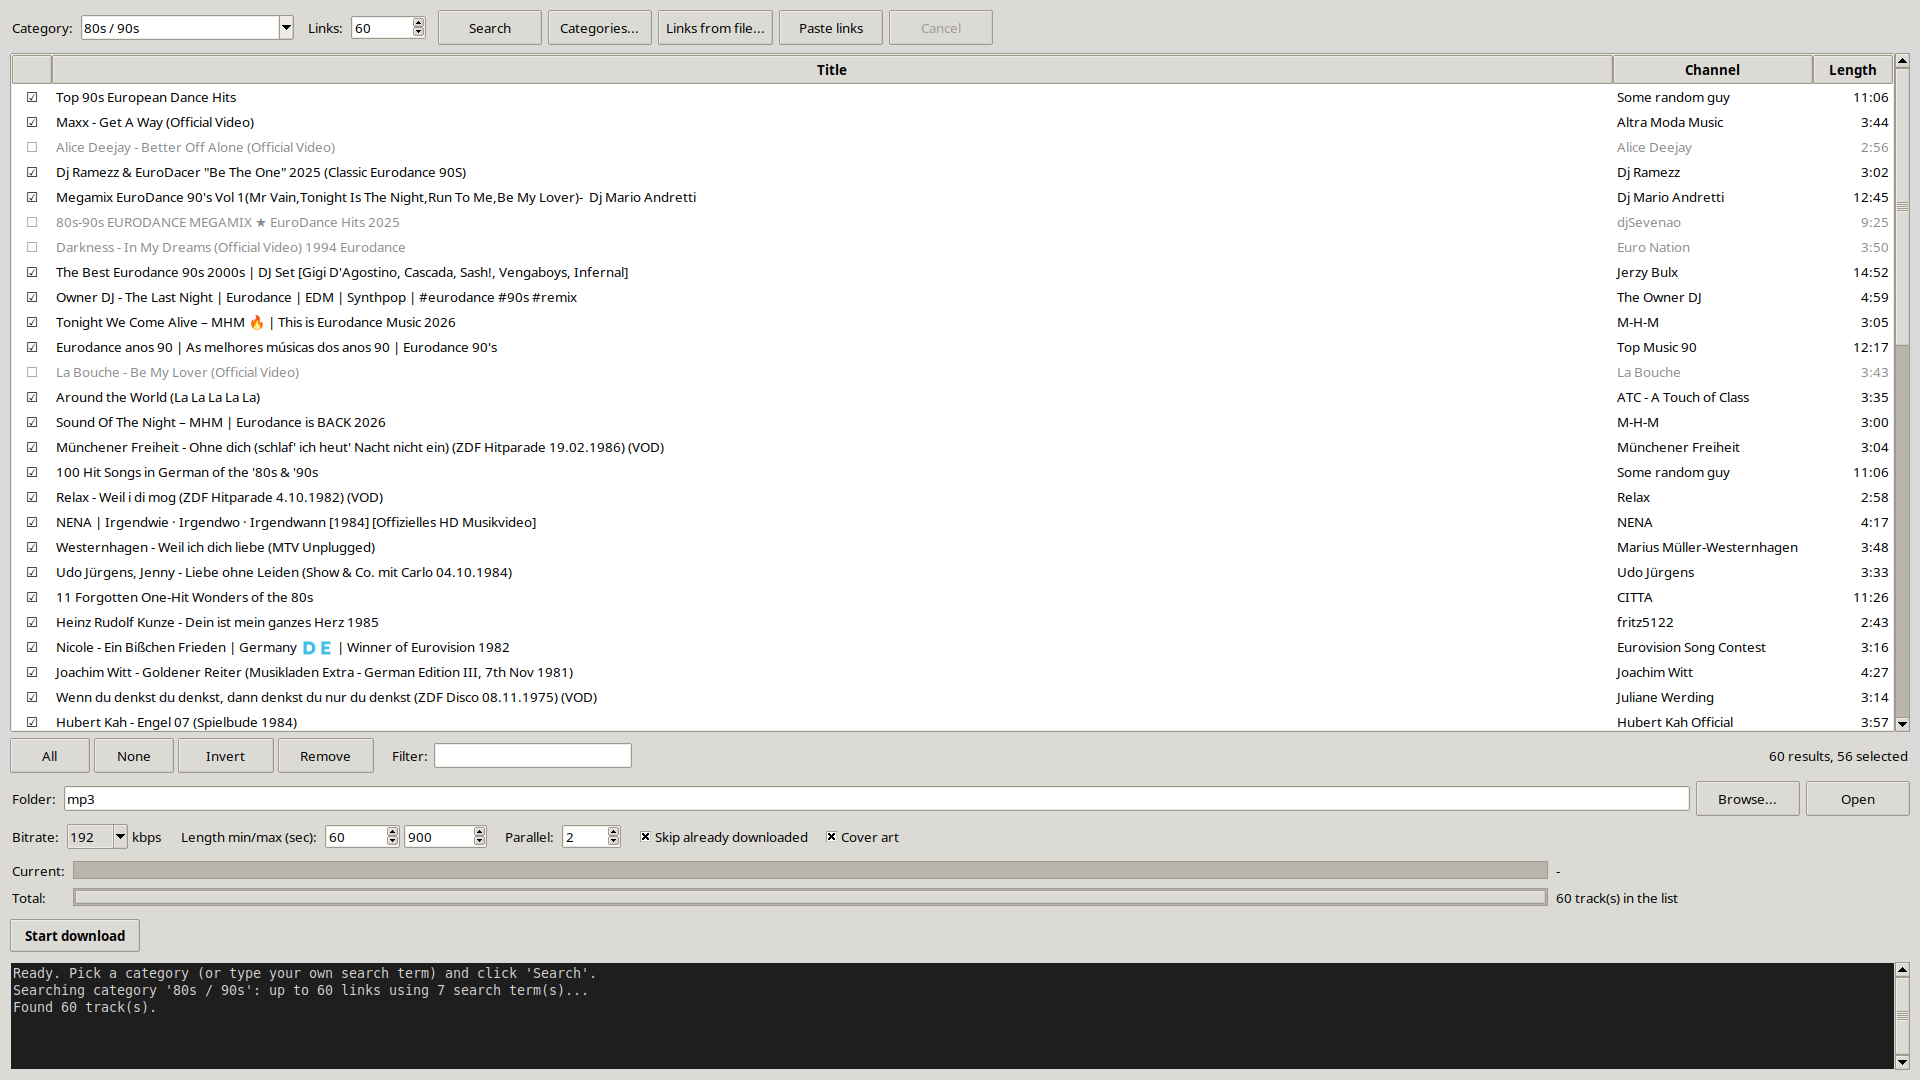 Category: 80s / 90s Links: 60 Search Categories... Links from file... Paste links Cancel
Title Channel Length
Top 90s European Dance Hits Some random guy 11:06
Maxx - Get A Way (Official Video) Altra Moda Music 3:44
Alice Deejay - Better Off Alone (Official Video) Alice Deejay 2:56
Dj Ramezz & EuroDacer "Be The One" 2025 (Classic Eurodance 90S) Dj Ramezz 3:02
Megamix EuroDance 90's Vol 1(Mr Vain,Tonight Is The Night,Run To Me,Be My Lover)- Dj Mario Andretti Dj Mario Andretti 12:45
80s-90s EURODANCE MEGAMIX ★ EuroDance Hits 2025 djSevenao 9:25
Darkness - In My Dreams (Official Video) 1994 Eurodance Euro Nation 3:50
The Best Eurodance 90s 2000s | DJ Set [Gigi D'Agostino, Cascada, Sash!, Vengaboys, Infernal] Jerzy Bulx 14:52
Owner DJ - The Last Night | Eurodance | EDM | Synthpop | #eurodance #90s #remix The Owner DJ 4:59
Tonight We Come Alive – MHM 🔥 | This is Eurodance Music 2026 M-H-M 3:05
Eurodance anos 90 | As melhores músicas dos anos 90 | Eurodance 90's Top Music 90 12:17
La Bouche - Be My Lover (Official Video) La Bouche 3:43
Around the World (La La La La La) ATC - A Touch of Class 3:35
Sound Of The Night – MHM | Eurodance is BACK 2026 M-H-M 3:00
Münchener Freiheit - Ohne dich (schlaf' ich heut' Nacht nicht ein) (ZDF Hitparade 19.02.1986) (VOD) Münchener Freiheit 3:04
100 Hit Songs in German of the '80s & '90s Some random guy 11:06
Relax - Weil i di mog (ZDF Hitparade 4.10.1982) (VOD) Relax 2:58
NENA | Irgendwie · Irgendwo · Irgendwann [1984] [Offizielles HD Musikvideo] NENA 4:17
Westernhagen - Weil ich dich liebe (MTV Unplugged) Marius Müller-Westernhagen 3:48
Udo Jürgens, Jenny - Liebe ohne Leiden (Show & Co. mit Carlo 04.10.1984) Udo Jürgens 3:33
11 Forgotten One-Hit Wonders of the 80s CITTA 11:26
Heinz Rudolf Kunze - Dein ist mein ganzes Herz 1985 fritz5122 2:43
Nicole - Ein Bißchen Frieden | Germany 🇩🇪 | Winner of Eurovision 1982 Eurovision Song Contest 3:16
Joachim Witt - Goldener Reiter (Musikladen Extra - German Edition III, 7th Nov 1981) Joachim Witt 4:27
Wenn du denkst du denkst, dann denkst du nur du denkst (ZDF Disco 08.11.1975) (VOD) Juliane Werding 3:14
Hubert Kah - Engel 07 (Spielbude 1984) Hubert Kah Official 3:57
All None Invert Remove Filter: 60 results, 56 selected
Folder: mp3 Browse... Open
Bitrate: 192 kbps Length min/max (sec): 60 900 Parallel: 2 Skip already downloaded Cover art
Current: -
Total: 60 track(s) in the list
Start download
Ready. Pick a category (or type your own search term) and click 'Search'.
Searching category '80s / 90s': up to 60 links using 7 search term(s)...
Found 60 track(s).